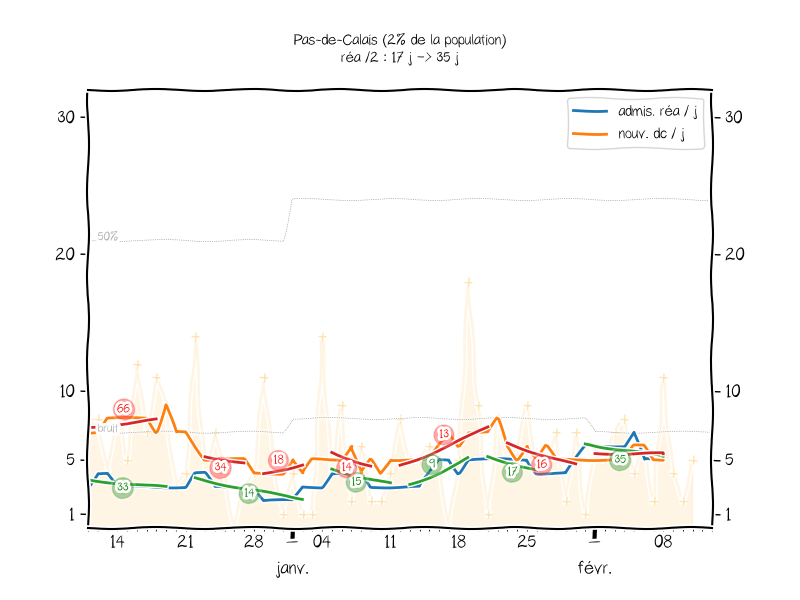 Pas-de-Calais (2% de la population)
réa /2 : 17 j -> 35 j
admis. réa / j
nouv. dc / j
30 30
50%
20 20
10 10
bruit
66
34
18
14
13
16
33
14
15
9
17
35
5 5
1 1
14 21 28 04 11 18 25 08
janv. févr.